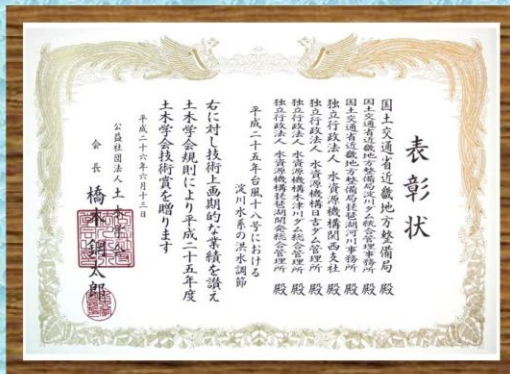 表彰状
国土交通省近畿地方整備局 殿
国土交通省近畿地方整備局淀川ダム統合管理事務所 殿
国土交通省近畿地方整備局琵琶湖河川事務所 殿
独立行政法人 水資源機構関西支社 殿
独立行政法人 水資源機構日吉ダム管理所 殿
独立行政法人 水資源機構木津川ダム総合管理所 殿
独立行政法人 水資源機構琵琶湖開発総合管理所 殿
平成二十五年台風十八号における
淀川水系の洪水調節
右に対し技術上画期的な業績を讃え
土木学会規則により平成二十五年度
土木学会技術賞を贈ります
平成二十六年六月十三日
公益社団法人 土木学会
会長 橋本鋼太郎